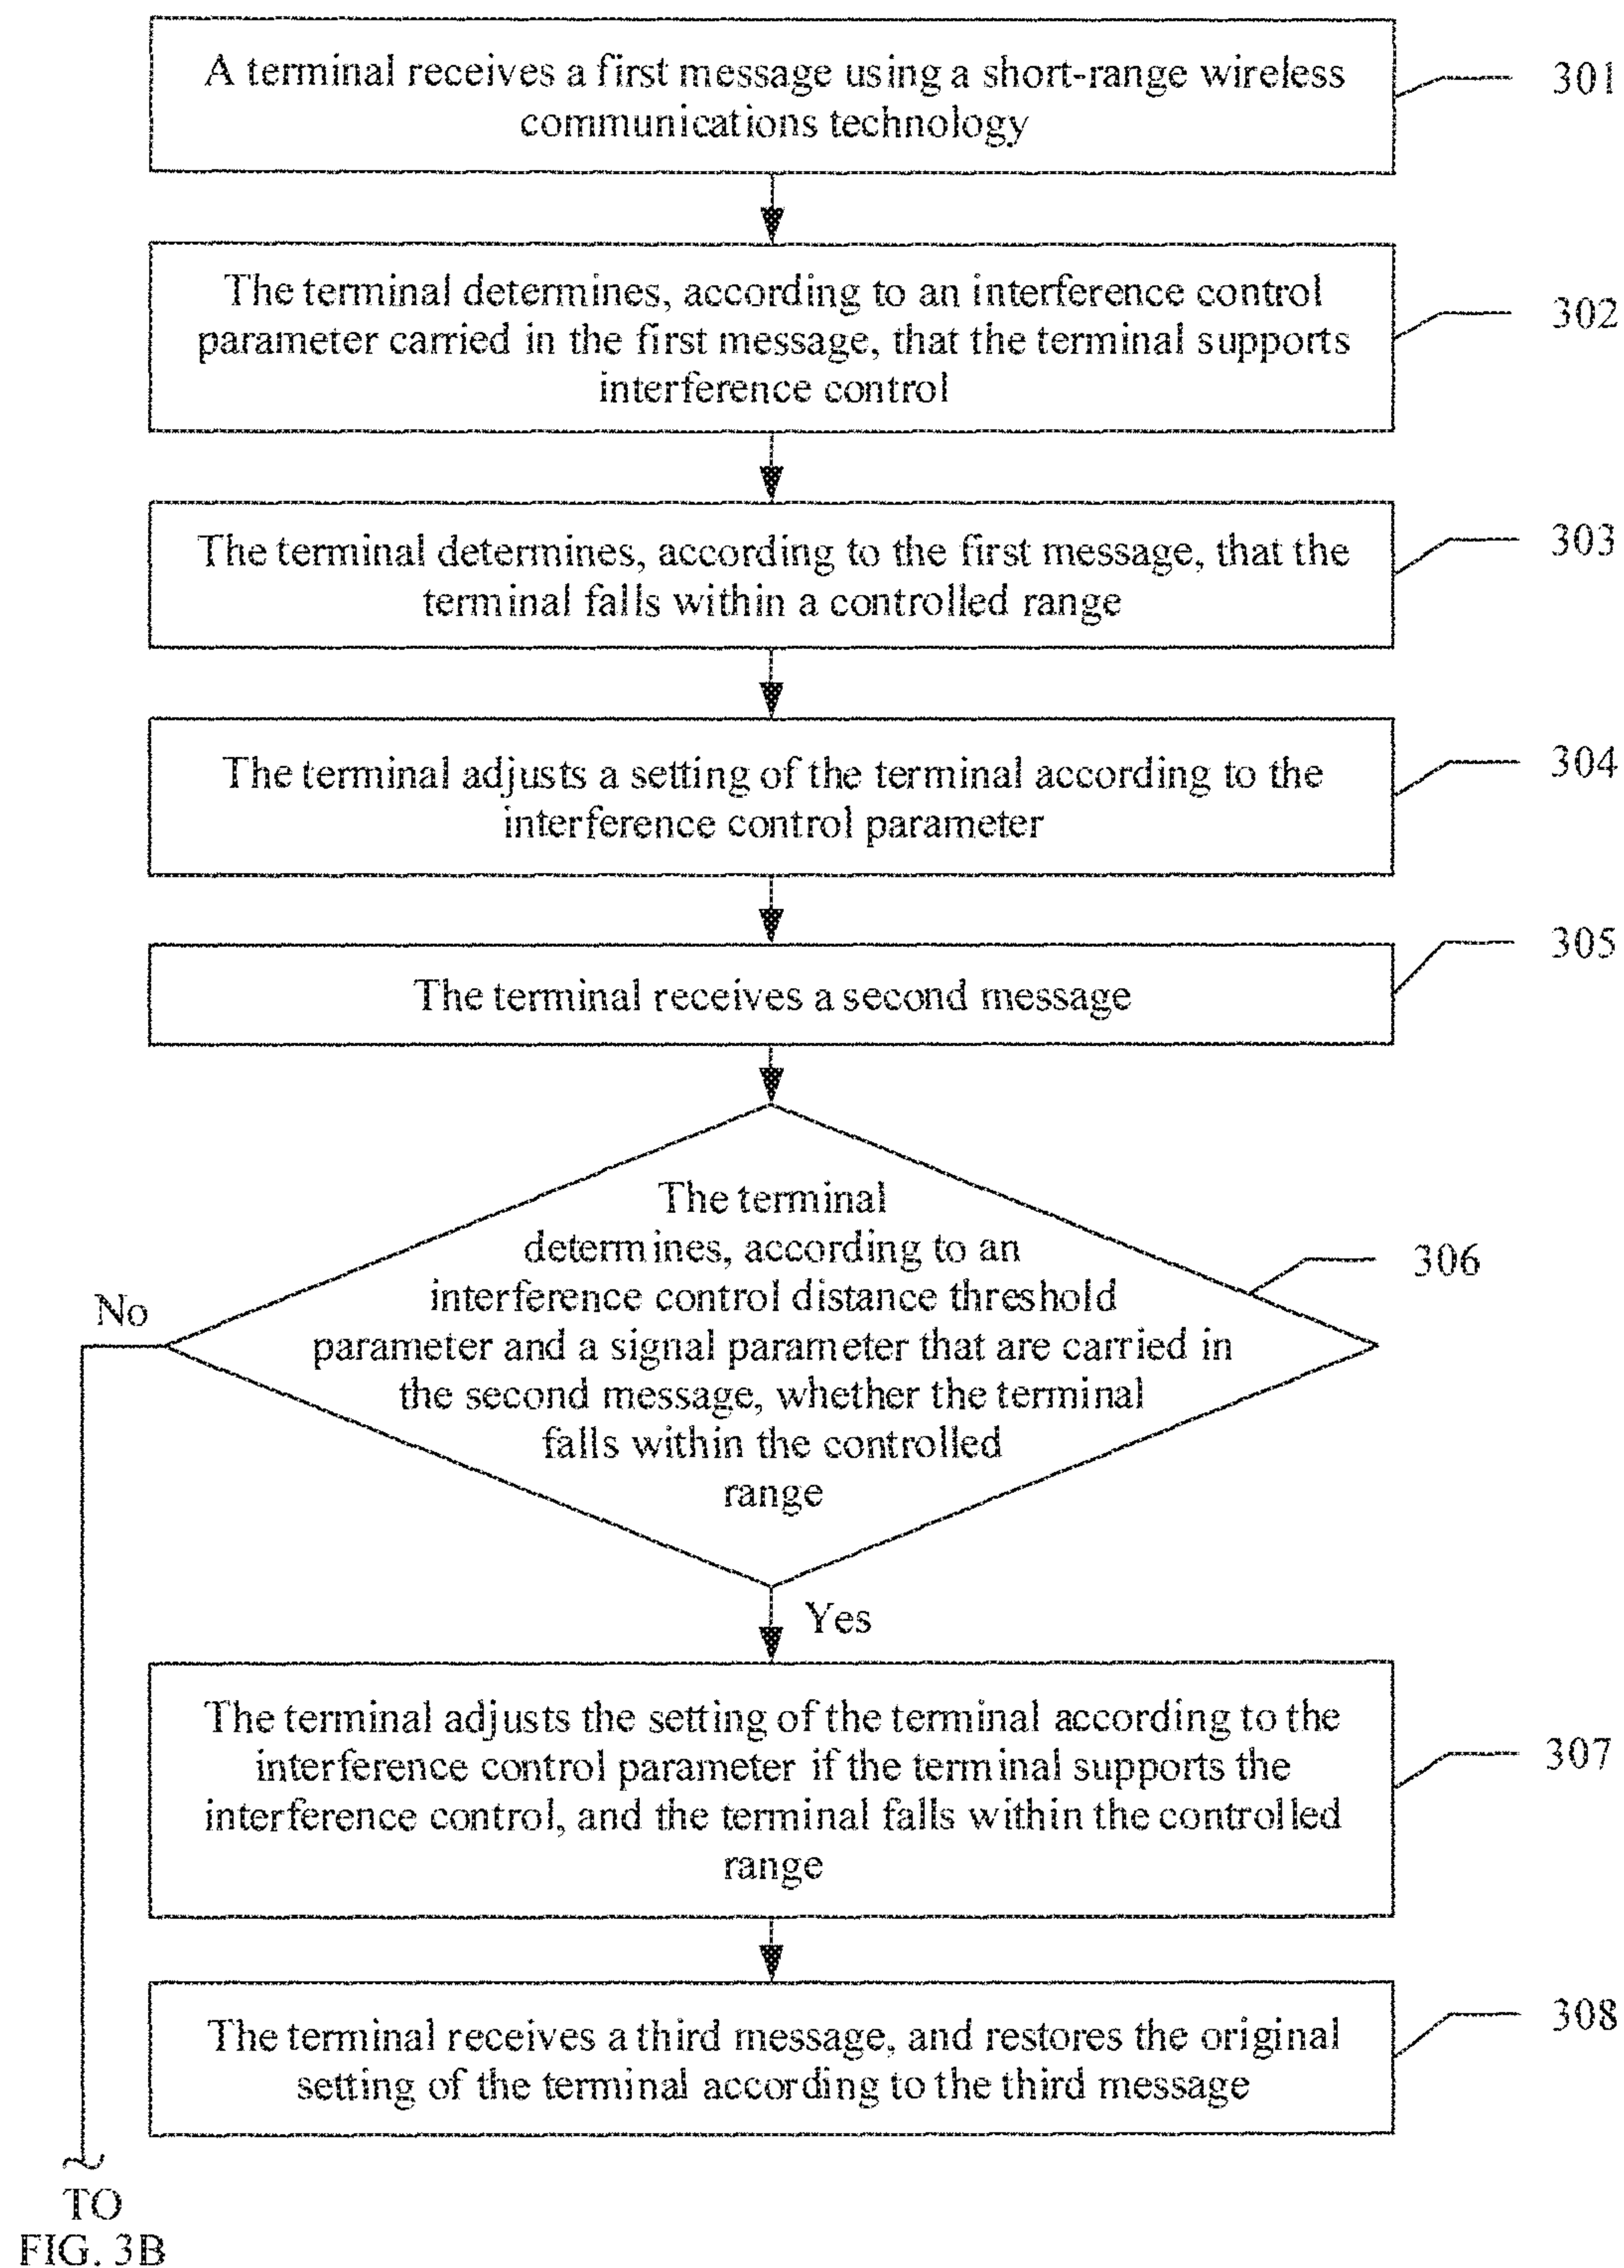 A terminal receives a first message using a short-range wireless
communications technology
301
The terminal determines, according to an interference control
parameter carried in the first message, that the terminal supports
interference control
302
The terminal determines, according to the first message, that the
terminal falls within a controlled range
303
The terminal adjusts a setting of the terminal according to the
interference control parameter
304
The terminal receives a second message
305
The terminal
determines, according to an
interference control distance threshold
parameter and a signal parameter that are carried in
the second message, whether the terminal
falls within the controlled
range
306
No
Yes
The terminal adjusts the setting of the terminal according to the
interference control parameter if the terminal supports the
interference control, and the terminal falls within the controlled
range
307
The terminal receives a third message, and restores the original
setting of the terminal according to the third message
308
TO
FIG. 3B